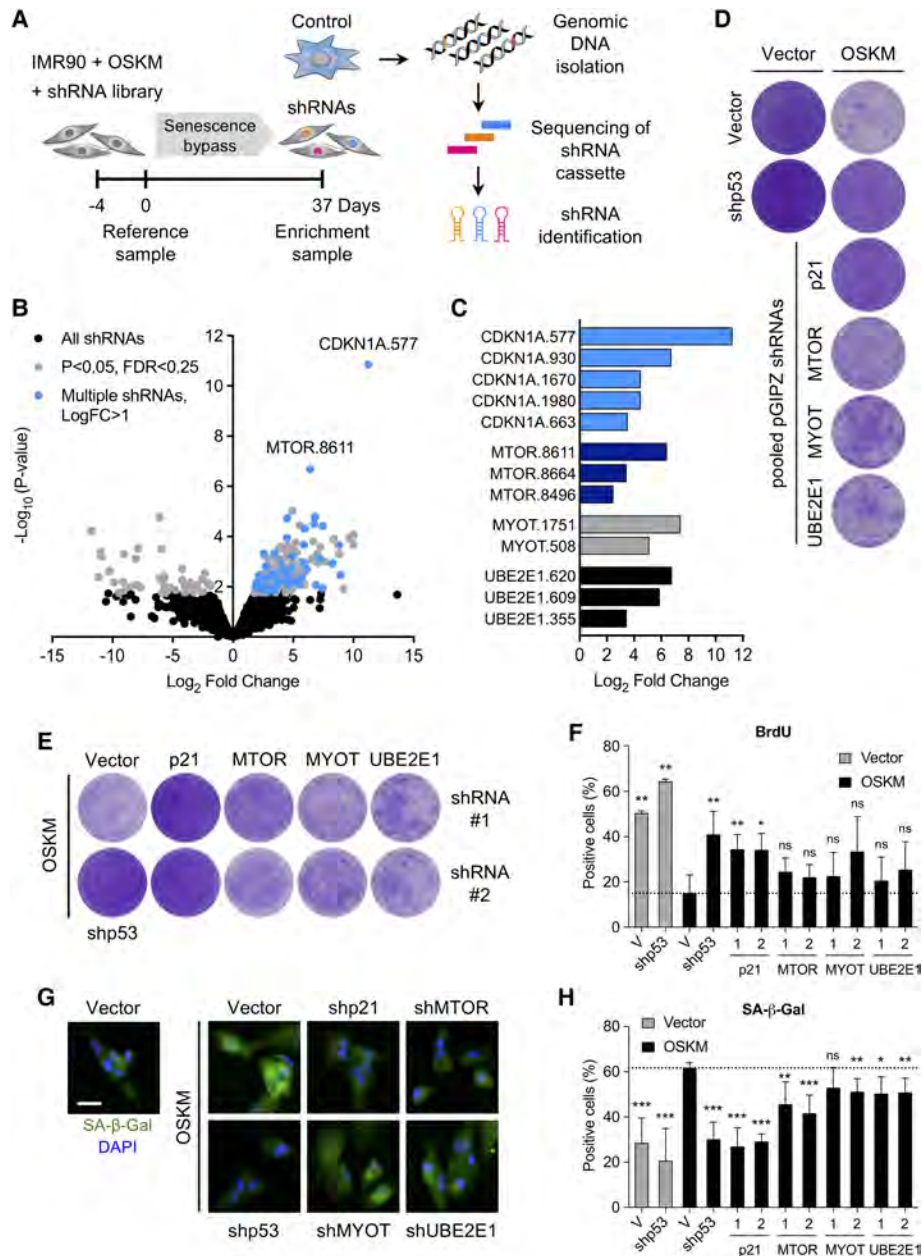 A
IMR90 + OSKM
+ shRNA library
Senescence
bypass
Control
shRNAs
-4
0
37 Days
Reference
sample
Enrichment
sample
Genomic
DNA
isolation
Sequencing of
shRNA
cassette
shRNA
identification
B
All shRNAs
P<0.05, FDR<0.25
Multiple shRNAs,
LogFC>1
CDKN1A.577
MTOR.8611
-Log10 (P-value)
12
10
8
6
4
2
0
-15
-10
-5
0
5
10
15
Log2 Fold Change
C
CDKN1A.577
CDKN1A.930
CDKN1A.1670
CDKN1A.1980
CDKN1A.663
MTOR.8611
MTOR.8664
MTOR.8496
MYOT.1751
MYOT.508
UBE2E1.620
UBE2E1.609
UBE2E1.355
0 2 4 6 8 10 12
Log2 Fold Change
D
Vector OSKM
Vector
shp53
pooled pGIPZ shRNAs
p21
MTOR
MYOT
UBE2E1
E
Vector p21 MTOR MYOT UBE2E1
OSKM
shRNA
#1
shRNA
#2
shp53
F
BrdU
Vector
OSKM
Positive cells (%)
80
60
40
20
0
** ** ** ** * ns ns ns ns ns ns
V shp53 V shp53 1 2 1 2 1 2 1 2
p21 MTOR MYOT UBE2E1
G
Vector
SA-β-Gal
DAPI
OSKM
Vector shp21 shMTOR
shp53 shMYOT shUBE2E1
H
SA-β-Gal
Vector
OSKM
Positive cells (%)
80
60
40
20
0
*** *** *** *** *** ** *** ns ** * **
V shp53 V shp53 1 2 1 2 1 2 1 2
p21 MTOR MYOT UBE2E1